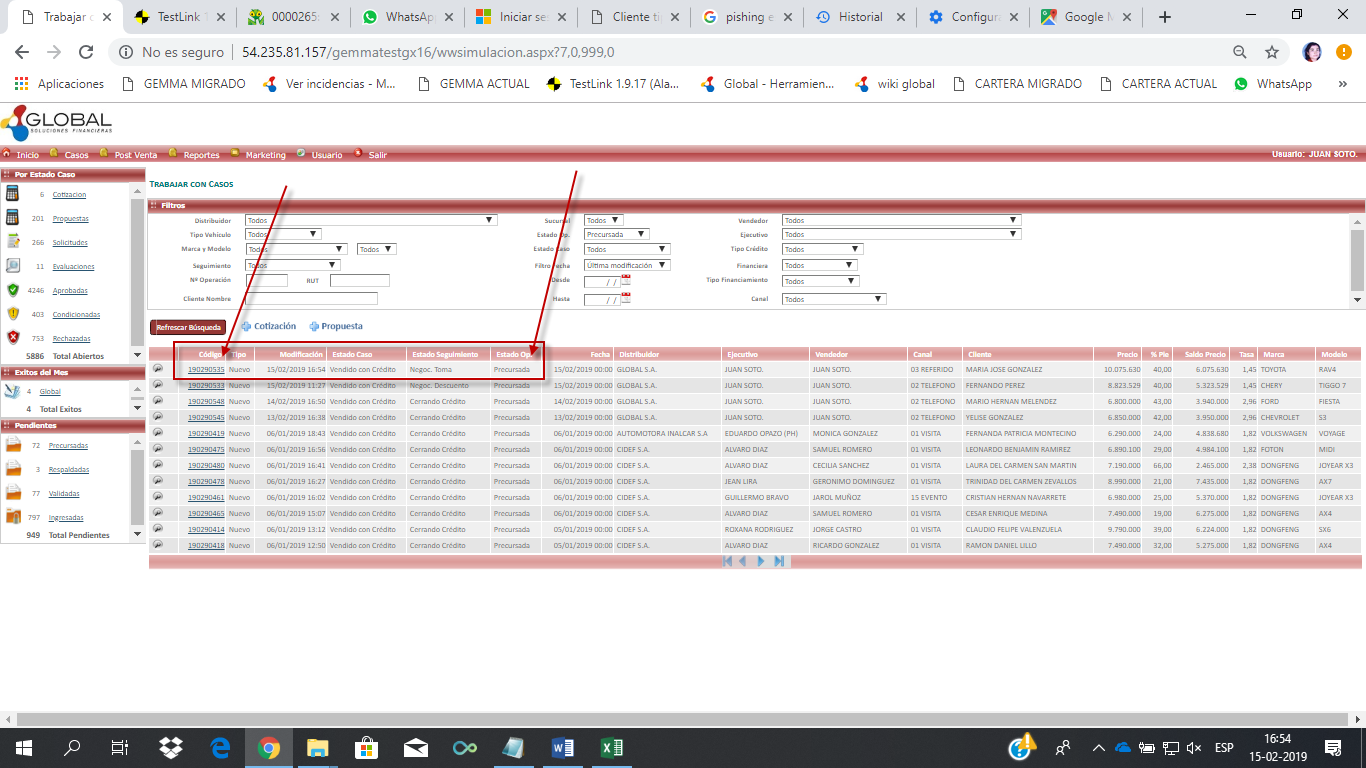 Trabajar c
TestLink 1
0000265
WhatsApp
Iniciar ses
Cliente tip
pishing e
Historial
Configura
Google M
No es seguro | 54.235.81.157/gemmatestgx16/wwsimulacion.aspx?7,0,999,0
Aplicaciones GEMMA MIGRADO Ver incidencias - M... GEMMA ACTUAL TestLink 1.9.17 (Ala... Global - Herramien... wiki global CARTERA MIGRADO CARTERA ACTUAL WhatsApp »
GLOBAL
SOLUCIONES FINANCIERAS
Inicio Casos Post Venta Reportes Marketing Usuario Salir Usuario: JUAN SOTO.
Por Estado Caso
6 Cotizacion
201 Propuestas
266 Solicitudes
11 Evaluaciones
4246 Aprobadas
403 Condicionadas
753 Rechazadas
5886 Total Abiertos
Exitos del Mes
4 Global
4 Total Exitos
Pendientes
72 Precursadas
3 Respaldadas
77 Validadas
797 Ingresadas
949 Total Pendientes
TRABAJAR CON CASOS
Filtros
Distribuidor Todos Sucursal Todos Vendedor Todos
Tipo Vehículo Todos Estado Op. Precursada Ejecutivo Todos
Marca y Modelo Todos Todos Estado Caso Todos Tipo Crédito Todos
Seguimiento Todos Filtro Fecha Última modificación Financiera Todos
Nº Operación RUT Desde / / Tipo Financiamiento Todos
Cliente Nombre Hasta / / Canal Todos
Refrescar Búsqueda Cotización Propuesta
Código Tipo Modificación Estado Caso Estado Seguimiento Estado Op. Fecha Distribuidor Ejecutivo Vendedor Canal Cliente Precio % Pie Saldo Precio Tasa Marca Modelo
190290535 Nuevo 15/02/2019 16:54 Vendido con Crédito Negoc. Toma Precursada 15/02/2019 00:00 GLOBAL S.A. JUAN SOTO. JUAN SOTO. 03 REFERIDO MARIA JOSE GONZALEZ 10.075.630 40,00 6.075.630 1,45 TOYOTA RAV4
190290533 Nuevo 15/02/2019 11:27 Vendido con Crédito Negoc. Descuento Precursada 15/02/2019 00:00 GLOBAL S.A. JUAN SOTO. JUAN SOTO. 02 TELEFONO FERNANDO PEREZ 8.823.529 40,00 5.323.529 1,45 CHERY TIGGO 7
190290548 Nuevo 14/02/2019 16:50 Vendido con Crédito Cerrando Crédito Precursada 14/02/2019 00:00 GLOBAL S.A. JUAN SOTO. JUAN SOTO. 02 TELEFONO MARIO HERNAN MELENDEZ 6.800.000 43,00 3.940.000 2,96 FORD FIESTA
190290545 Nuevo 13/02/2019 16:38 Vendido con Crédito Cerrando Crédito Precursada 13/02/2019 00:00 GLOBAL S.A. JUAN SOTO. JUAN SOTO. 02 TELEFONO YELISE GONZALEZ 6.850.000 42,00 3.950.000 2,96 CHEVROLET S3
190290419 Nuevo 06/01/2019 18:43 Vendido con Crédito Cerrando Crédito Precursada 06/01/2019 00:00 AUTOMOTORA INALCAR S.A EDUARDO OPAZO (PH) MONICA GONZALEZ 01 VISITA FERNANDA PATRICIA MONTECINO 6.290.000 24,00 4.838.680 1,82 VOLKSWAGEN VOYAGE
190290475 Nuevo 06/01/2019 16:56 Vendido con Crédito Cerrando Crédito Precursada 06/01/2019 00:00 CIDEF S.A. ALVARO DIAZ SAMUEL ROMERO 01 VISITA LEONARDO BENJAMIN RAMIREZ 6.890.100 29,00 4.984.100 1,82 FOTON MIDI
190290480 Nuevo 06/01/2019 16:41 Vendido con Crédito Cerrando Crédito Precursada 06/01/2019 00:00 CIDEF S.A. ALVARO DIAZ CECILIA SANCHEZ 01 VISITA LAURA DEL CARMEN SAN MARTIN 7.190.000 66,00 2.465.000 2,38 DONGFENG JOYEAR X3
190290478 Nuevo 06/01/2019 16:27 Vendido con Crédito Cerrando Crédito Precursada 06/01/2019 00:00 CIDEF S.A. JEAN LIRA GERONIMO DOMINGUEZ 01 VISITA TRINIDAD DEL CARMEN ZEVALLOS 8.990.000 21,00 7.435.000 1,82 DONGFENG AX7
190290461 Nuevo 06/01/2019 16:02 Vendido con Crédito Cerrando Crédito Precursada 06/01/2019 00:00 CIDEF S.A. GUILLERMO BRAVO JAROL MUÑOZ 15 EVENTO CRISTIAN HERNAN NAVARRETE 6.980.000 25,00 5.370.000 1,82 DONGFENG JOYEAR X3
190290465 Nuevo 06/01/2019 15:07 Vendido con Crédito Cerrando Crédito Precursada 06/01/2019 00:00 CIDEF S.A. ALVARO DIAZ SAMUEL ROMERO 01 VISITA CESAR ENRIQUE MEDINA 7.490.000 19,00 6.275.000 1,82 DONGFENG AX4
190290414 Nuevo 06/01/2019 13:12 Vendido con Crédito Cerrando Crédito Precursada 05/01/2019 00:00 CIDEF S.A. ROXANA RODRIGUEZ JORGE CASTRO 01 VISITA CLAUDIO FELIPE VALENZUELA 9.790.000 39,00 6.224.000 1,82 DONGFENG SX6
190290418 Nuevo 06/01/2019 12:50 Vendido con Crédito Cerrando Crédito Precursada 05/01/2019 00:00 CIDEF S.A. ALVARO DIAZ RICARDO GONZALEZ 01 VISITA RAMON DANIEL LILLO 7.490.000 32,00 5.275.000 1,82 DONGFENG AX4
ESP
16:54
15-02-2019